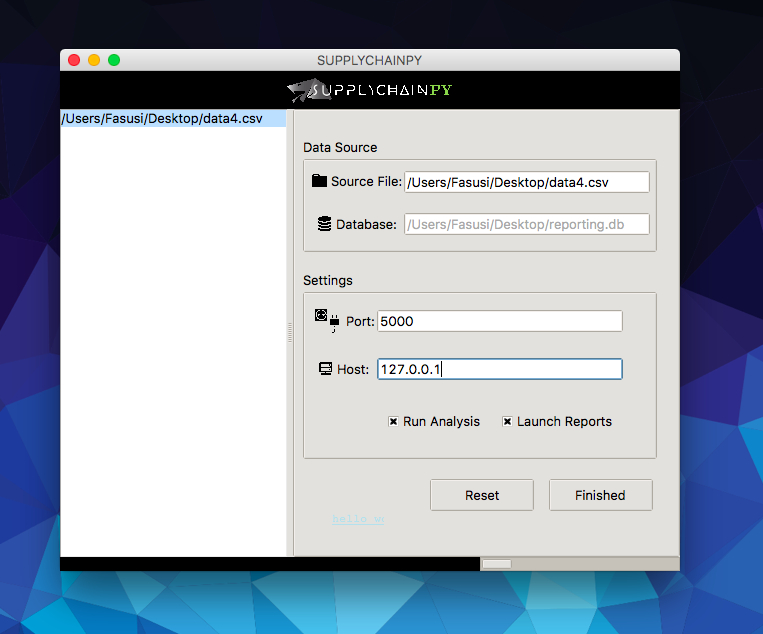 SUPPLYCHAINPY
SUPPLYCHAINPY
/Users/Fasusi/Desktop/data4.csv
Data Source
Source File: /Users/Fasusi/Desktop/data4.csv
Database: /Users/Fasusi/Desktop/reporting.db
Settings
Port: 5000
Host: 127.0.0.1
Run Analysis Launch Reports
Reset Finished
hello